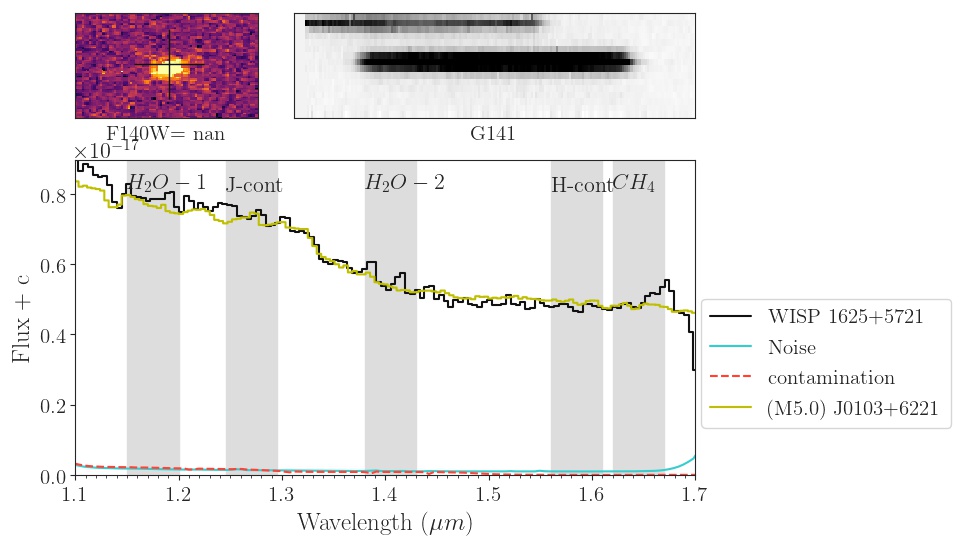 F140W= nan
G141
×10⁻¹⁷
H₂O − 1
J-cont
H₂O − 2
H-cont
CH₄
0.8
0.6
0.4
0.2
0.0
Flux + c
1.1 1.2 1.3 1.4 1.5 1.6 1.7
Wavelength (μm)
WISP 1625+5721
Noise
contamination
(M5.0) J0103+6221